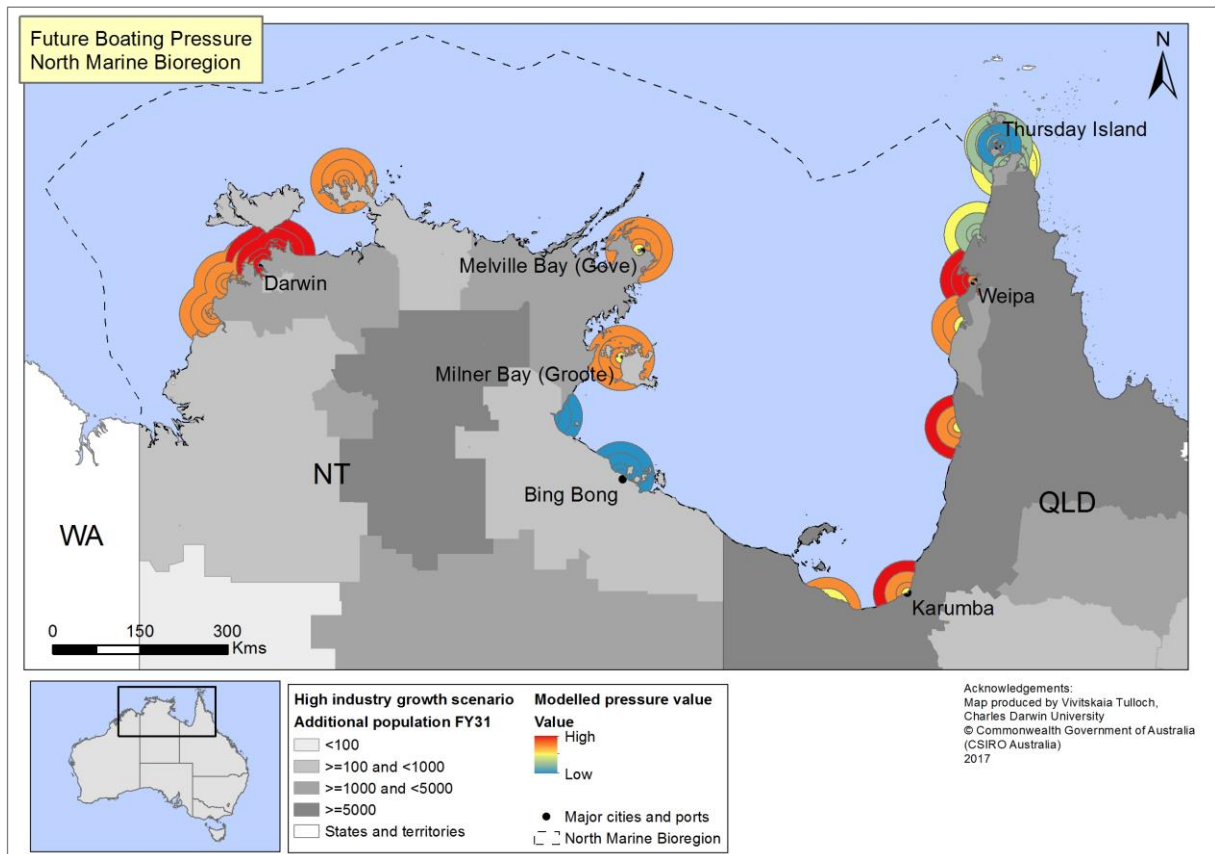 Future Boating Pressure
North Marine Bioregion
N
Thursday Island
Darwin
Melville Bay (Gove)
Weipa
Milner Bay (Groote)
NT
Bing Bong
QLD
WA
Karumba
0 150 300
Kms
High industry growth scenario
Additional population FY31
<100
>=100 and <1000
>=1000 and <5000
>=5000
States and territories
Modelled pressure value
Value
High
Low
Major cities and ports
North Marine Bioregion
Acknowledgements:
Map produced by Vivitskaia Tulloch,
Charles Darwin University
© Commonwealth Government of Australia
(CSIRO Australia)
2017